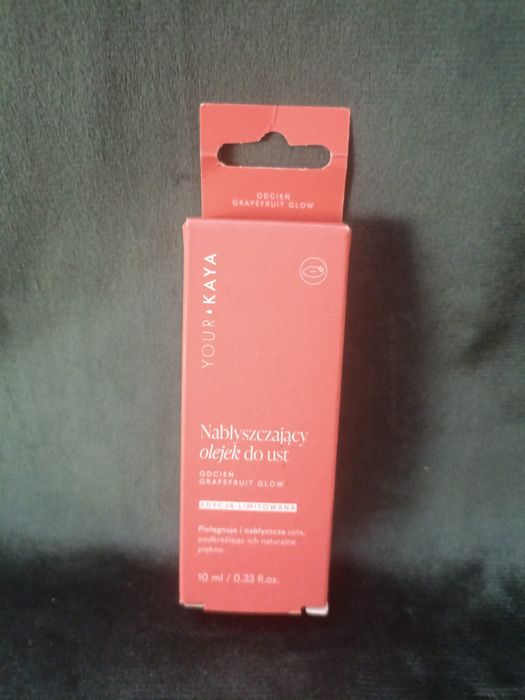 ODCIEŃ
GRAPEFRUIT GLOW
YOUR KAYA
Nabłyszczający
olejek do ust
ODCIEŃ
GRAPEFRUIT GLOW
EDYCJA LIMITOWANA
Pielęgnuje i nabłyszcza usta,
podkreślając ich naturalne
piękno.
10 ml / 0.33 fl.oz.